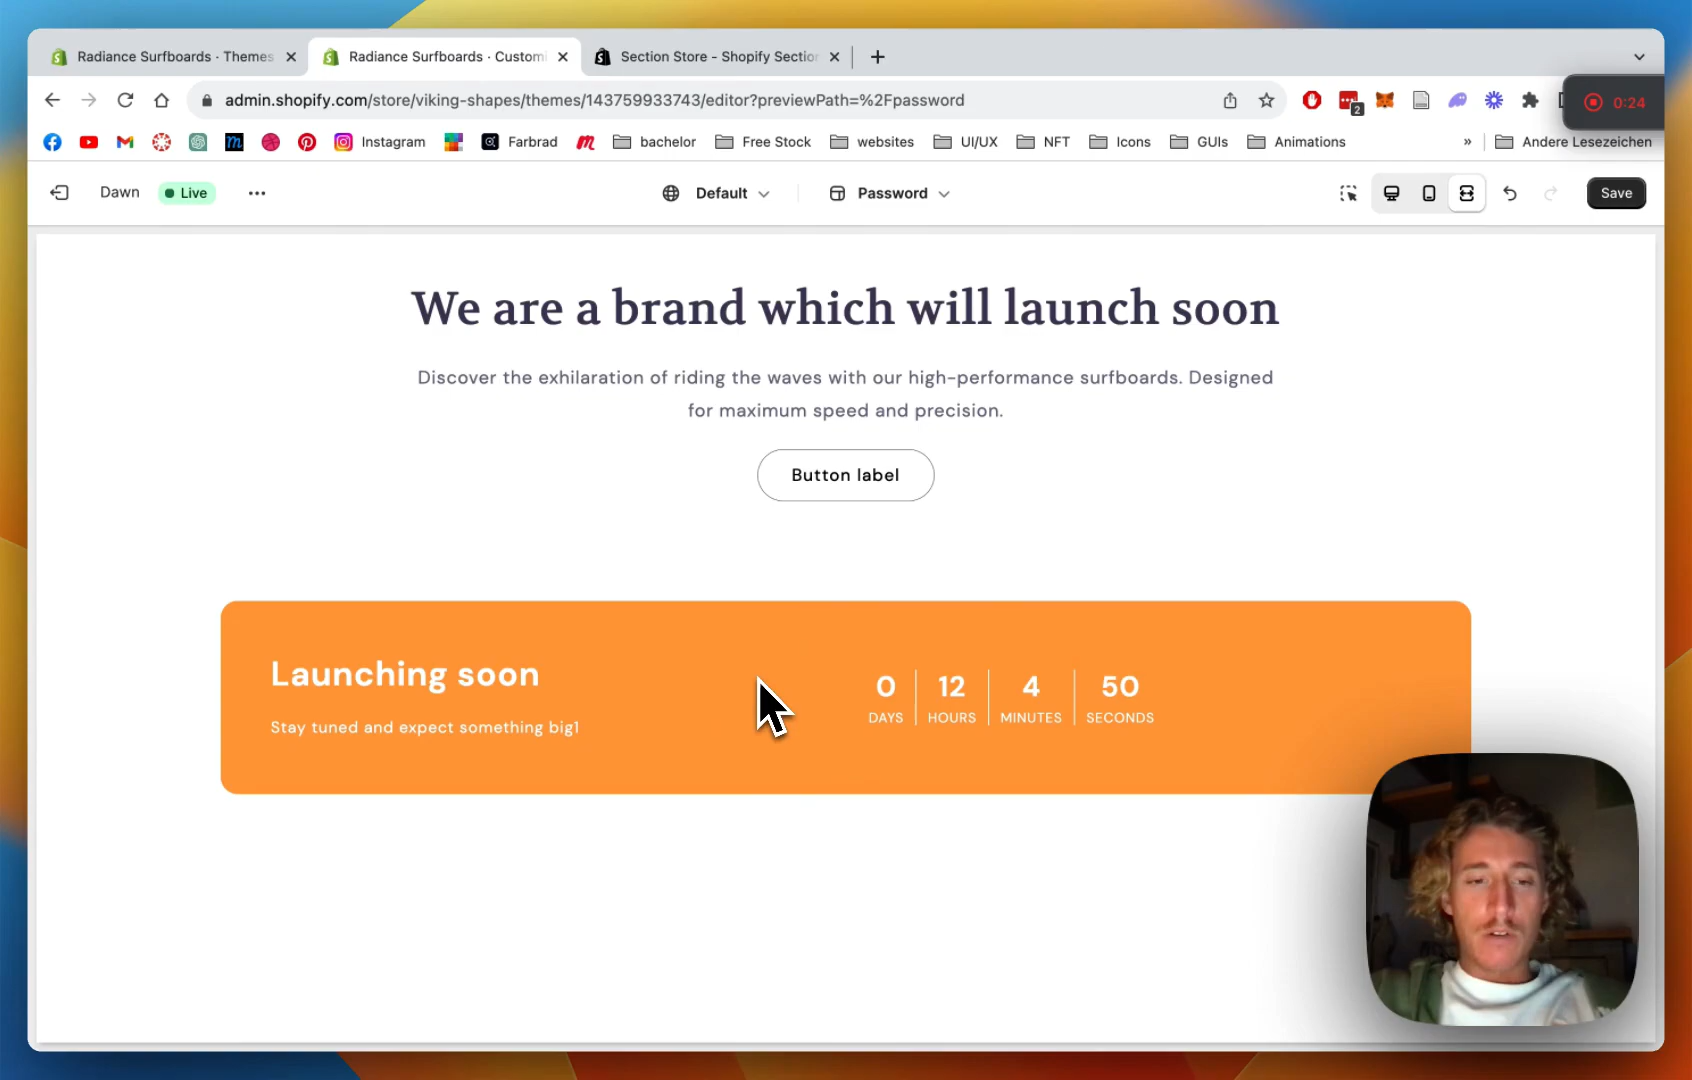 Radiance Surfboards · Themes
Radiance Surfboards · Custom
Section Store - Shopify Section
admin.shopify.com/store/viking-shapes/themes/143759933743/editor?previewPath=%2Fpassword
2
0:24
Instagram
Farbrad
bachelor
Free Stock
websites
UI/UX
NFT
Icons
GUIs
Animations
»
Andere Lesezeichen
Dawn
Live
Default
Password
Save
We are a brand which will launch soon
Discover the exhilaration of riding the waves with our high-performance surfboards. Designed
for maximum speed and precision.
Button label
Launching soon
Stay tuned and expect something big1
0 12 4 50
DAYS HOURS MINUTES SECONDS